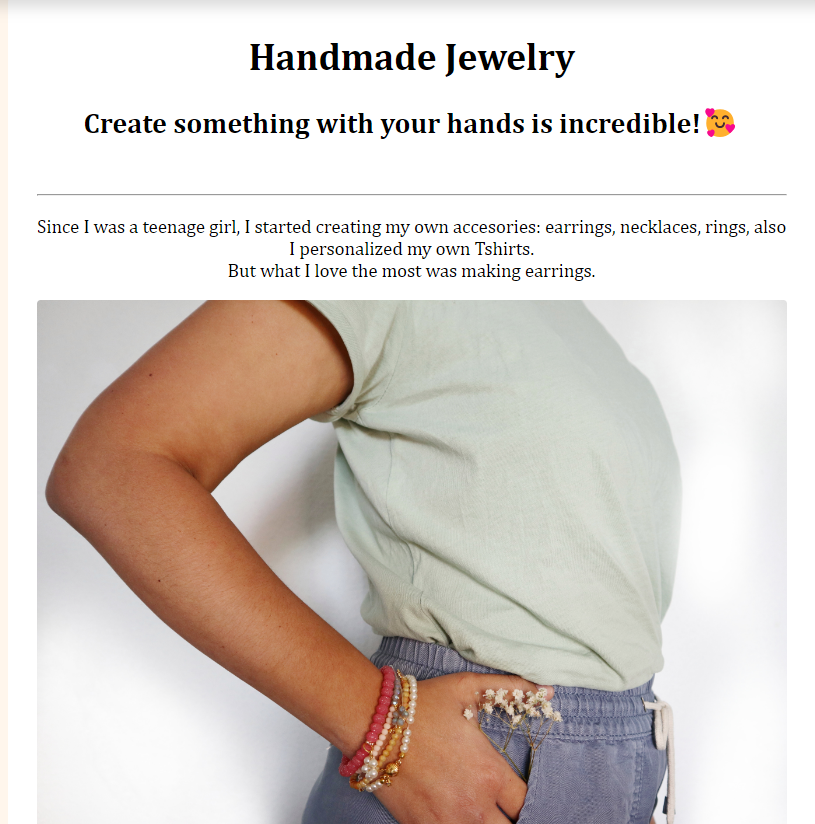 Handmade Jewelry
Create something with your hands is incredible!🥰
Since I was a teenage girl, I started creating my own accesories: earrings, necklaces, rings, also
I personalized my own Tshirts.
But what I love the most was making earrings.